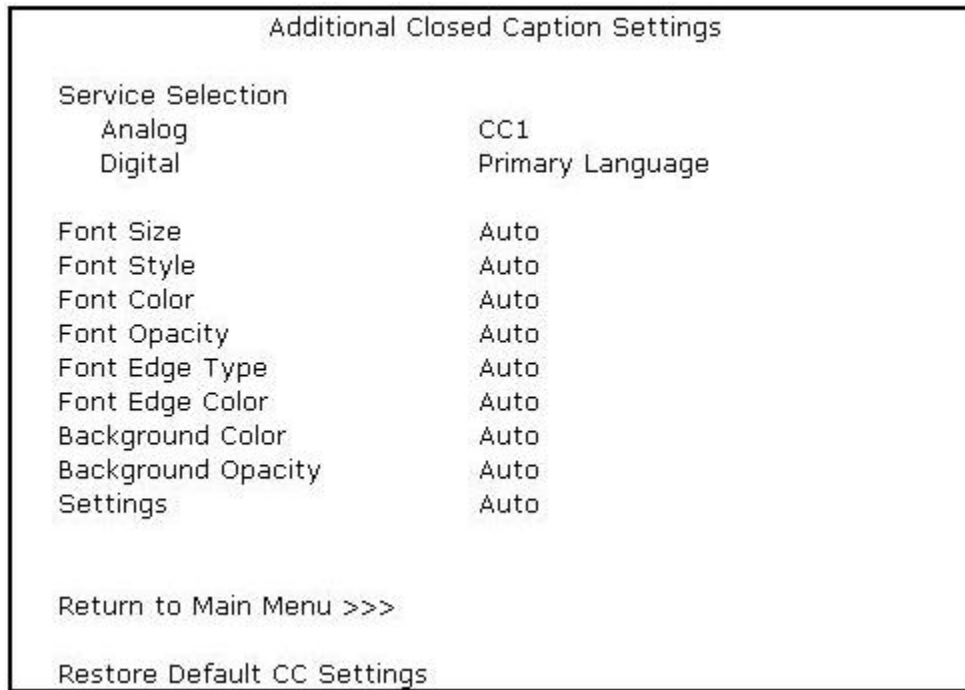 Additional Closed Caption Settings
Service Selection
Analog CC1
Digital Primary Language
Font Size Auto
Font Style Auto
Font Color Auto
Font Opacity Auto
Font Edge Type Auto
Font Edge Color Auto
Background Color Auto
Background Opacity Auto
Settings Auto
Return to Main Menu >>>
Restore Default CC Settings